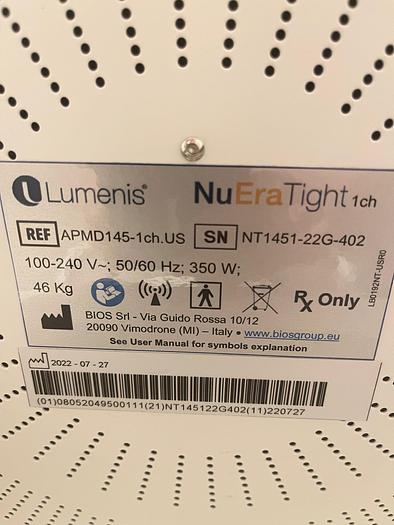 Lumenis® NuEraTight 1ch
REF APMD145-1ch.US SN NT1451-22G-402
100-240 V~; 50/60 Hz; 350 W;
46 Kg Rx Only
BIOS Srl - Via Guido Rossa 10/12
20090 Vimodrone (MI) – Italy • www.biosgroup.eu
See User Manual for symbols explanation
LB0192NT-USR0
2022 - 07 - 27
(01)08052049500111(21)NT145122G402(11)220727